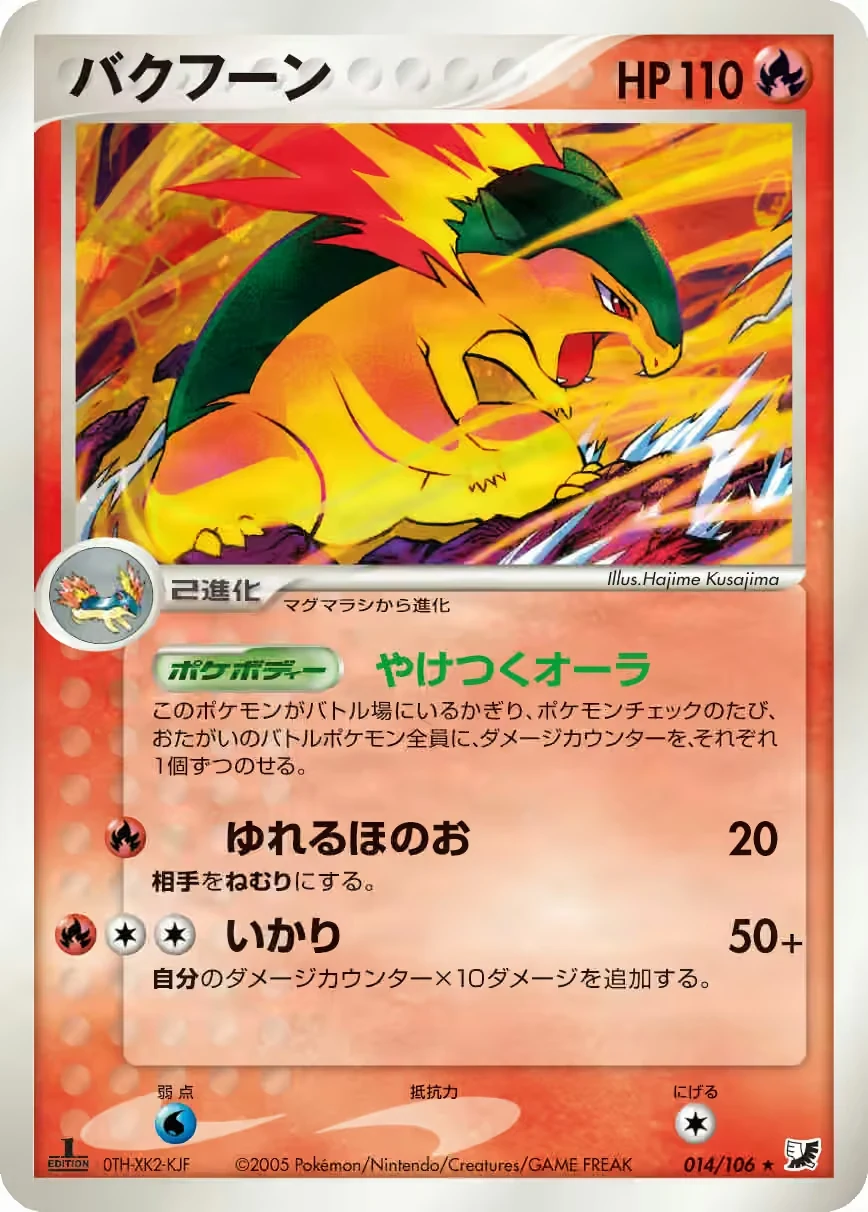 バクフーン
HP 110
Illus.Hajime Kusajima
2進化
マグマラシから進化
ポケボディー
やけつくオーラ
このポケモンがバトル場にいるかぎり、ポケモンチェックのたび、
おたがいのバトルポケモン全員に、ダメージカウンターを、それぞれ
1個ずつのせる。
ゆれるほのお 20
相手をねむりにする。
いかり 50+
自分のダメージカウンター×10ダメージを追加する。
弱点 抵抗力 にげる
1
EDITION
0TH-XK2-KJF ©2005 Pokémon/Nintendo/Creatures/GAME FREAK 014/106 ★